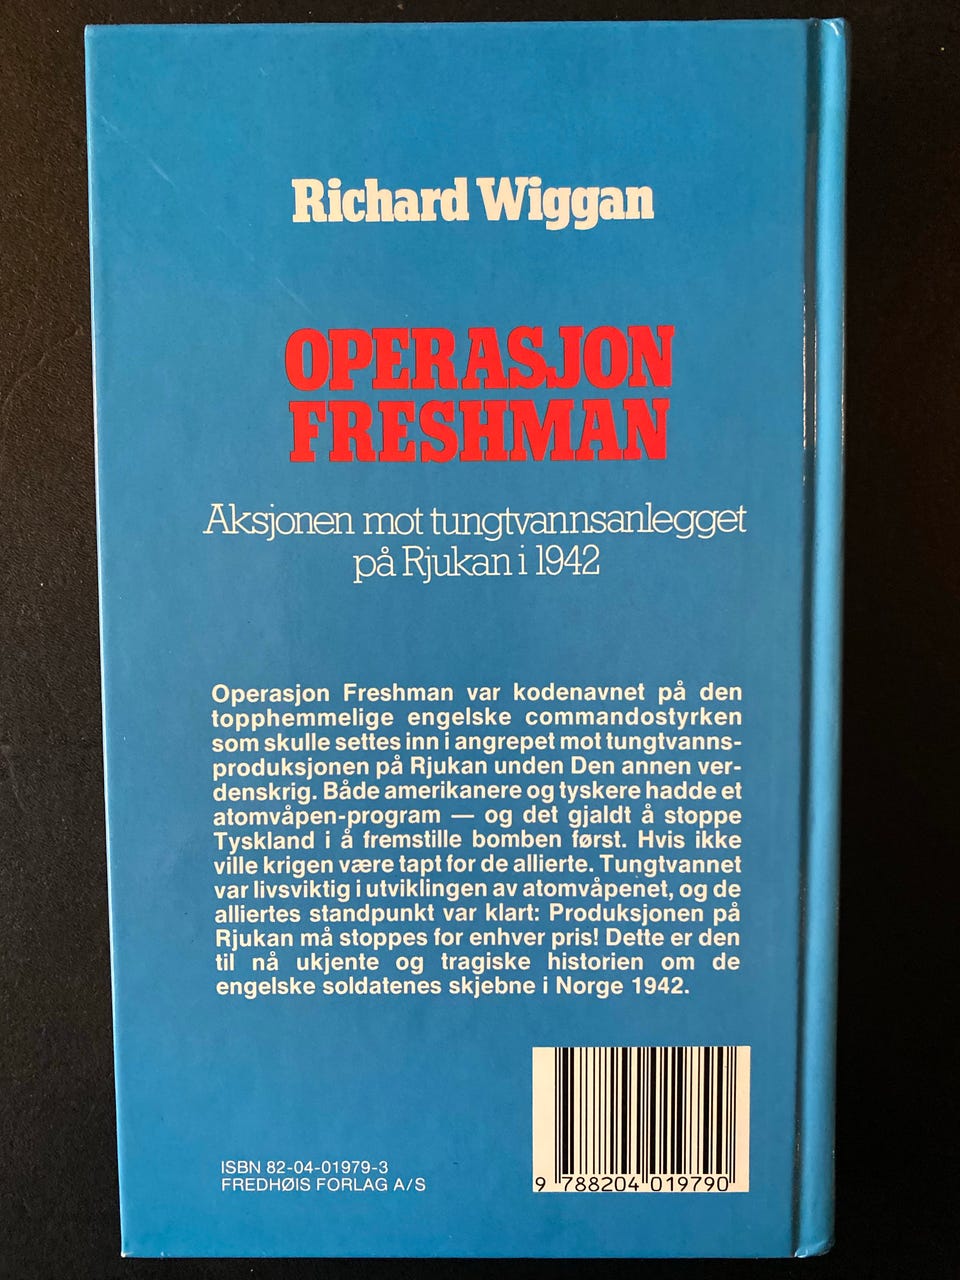 Richard Wiggan
OPERASJON
FRESHMAN
Aksjonen mot tungtvannsanlegget
på Rjukan i 1942
Operasjon Freshman var kodenavnet på den
topphemmelige engelske commandostyrken
som skulle settes inn i angrepet mot tungtvanns-
produksjonen på Rjukan unden Den annen ver-
denskrig. Både amerikanere og tyskere hadde et
atomvåpen-program — og det gjaldt å stoppe
Tyskland i å fremstille bomben først. Hvis ikke
ville krigen være tapt for de allierte. Tungtvannet
var livsviktig i utviklingen av atomvåpenet, og de
alliertes standpunkt var klart: Produksjonen på
Rjukan må stoppes for enhver pris! Dette er den
til nå ukjente og tragiske historien om de
engelske soldatenes skjebne i Norge 1942.
ISBN 82-04-01979-3
FREDHØIS FORLAG A/S
9 788204 019790